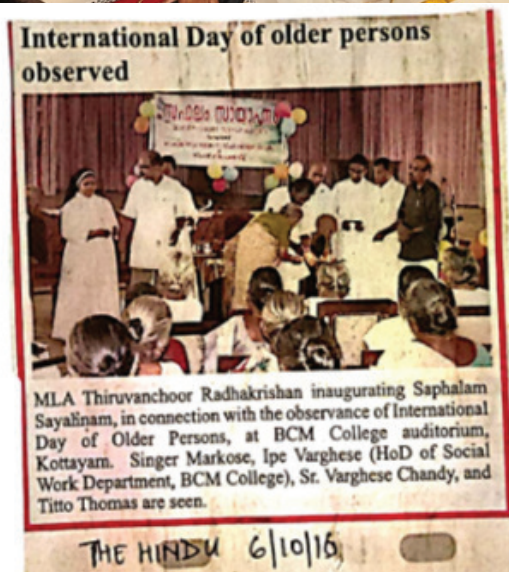 International Day of older persons
observed
സഫലം സായാഹ്നം
MLA Thiruvanchoor Radhakrishan inaugurating Saphalam
Sayalinam, in connection with the observance of International
Day of Older Persons, at BCM College auditorium,
Kottayam. Singer Markose, Ipe Varghese (HoD of Social
Work Department, BCM College), Sr. Varghese Chandy, and
Titto Thomas are seen.
THE HINDU 6/10/16